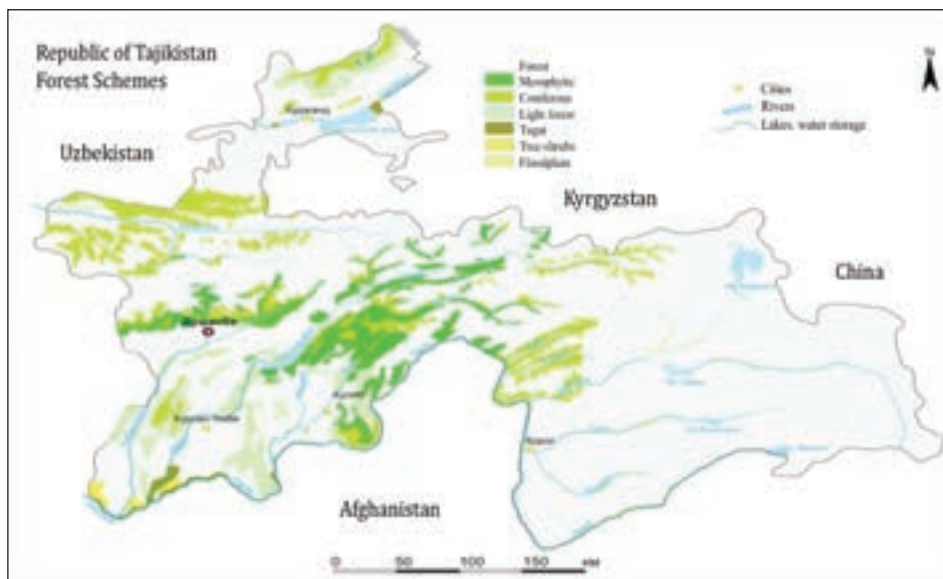 Republic of Tajikistan
Forest Schemes
Forest
Mesophytic
Coniferous
Light forest
Tugai
Tree-shrubs
Floodplain
Cities
Rivers
Lakes, water storage
Uzbekistan
Kyrgyzstan
China
Afghanistan
0 50 100 150